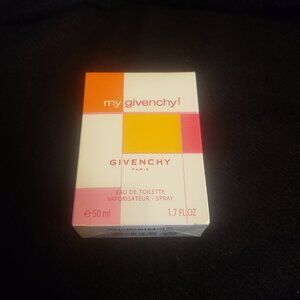 my givenchy!
GIVENCHY
PARIS
EAU DE TOILETTE
VAPORISATEUR - SPRAY
e 50 ml 1.7 FL.OZ